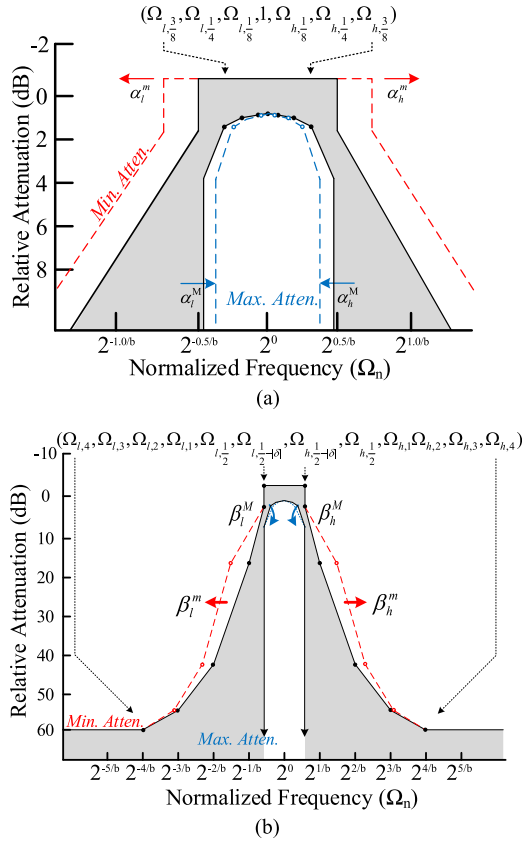 (Ω_{l,3/8},Ω_{l,1/4},Ω_{l,1/8},1,Ω_{h,1/8},Ω_{h,1/4},Ω_{h,3/8})
-2
0
2
4
6
8
Relative Attenuation (dB)
α_l^m
α_h^m
Min. Atten.
α_l^M
Max. Atten.
α_h^M
2^{-1.0/b} 2^{-0.5/b} 2^0 2^{0.5/b} 2^{1.0/b}
Normalized Frequency (Ω_n)
(a)
(Ω_{l,4},Ω_{l,3},Ω_{l,2},Ω_{l,1},Ω_{l,1/2},Ω_{l,1/2-|δ|},Ω_{h,1/2-|δ|},Ω_{h,1/2},Ω_{h,1}Ω_{h,2},Ω_{h,3},Ω_{h,4})
-10
0
10
20
30
40
50
60
Relative Attenuation (dB)
β_l^M
β_h^M
β_l^m
β_h^m
Min. Atten.
Max. Atten.
2^{-5/b} 2^{-4/b} 2^{-3/b} 2^{-2/b} 2^{-1/b} 2^0 2^{1/b} 2^{2/b} 2^{3/b} 2^{4/b} 2^{5/b}
Normalized Frequency (Ω_n)
(b)